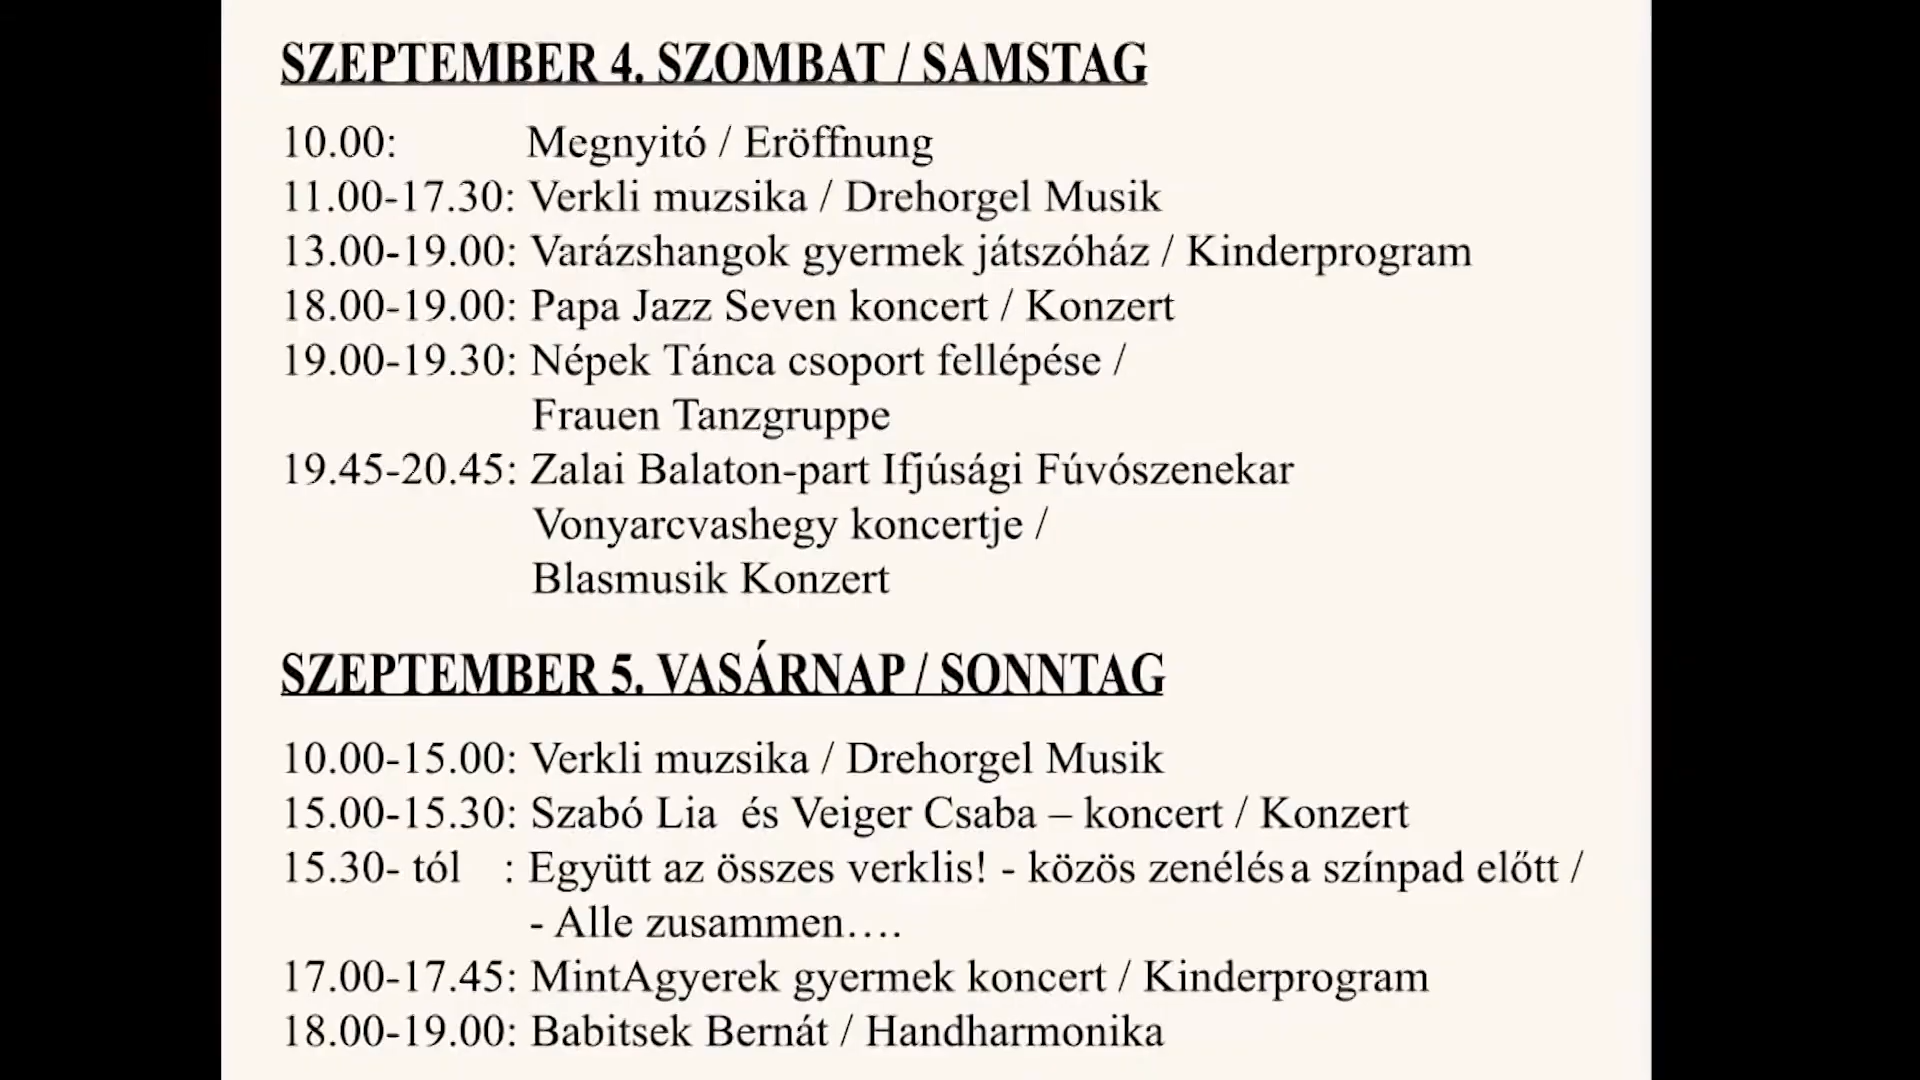 SZEPTEMBER 4. SZOMBAT / SAMSTAG
10.00: Megnyitó / Eröffnung
11.00-17.30: Verkli muzsika / Drehorgel Musik
13.00-19.00: Varázshangok gyermek játszóház / Kinderprogram
18.00-19.00: Papa Jazz Seven koncert / Konzert
19.00-19.30: Népek Tánca csoport fellépése /
Frauen Tanzgruppe
19.45-20.45: Zalai Balaton-part Ifjúsági Fúvószenekar
Vonyarcvashegy koncertje /
Blasmusik Konzert
SZEPTEMBER 5. VASÁRNAP / SONNTAG
10.00-15.00: Verkli muzsika / Drehorgel Musik
15.00-15.30: Szabó Lia és Veiger Csaba – koncert / Konzert
15.30- tól : Együtt az összes verklis! - közös zenélés a színpad előtt /
- Alle zusammen….
17.00-17.45: MintAgyerek gyermek koncert / Kinderprogram
18.00-19.00: Babitsek Bernát / Handharmonika